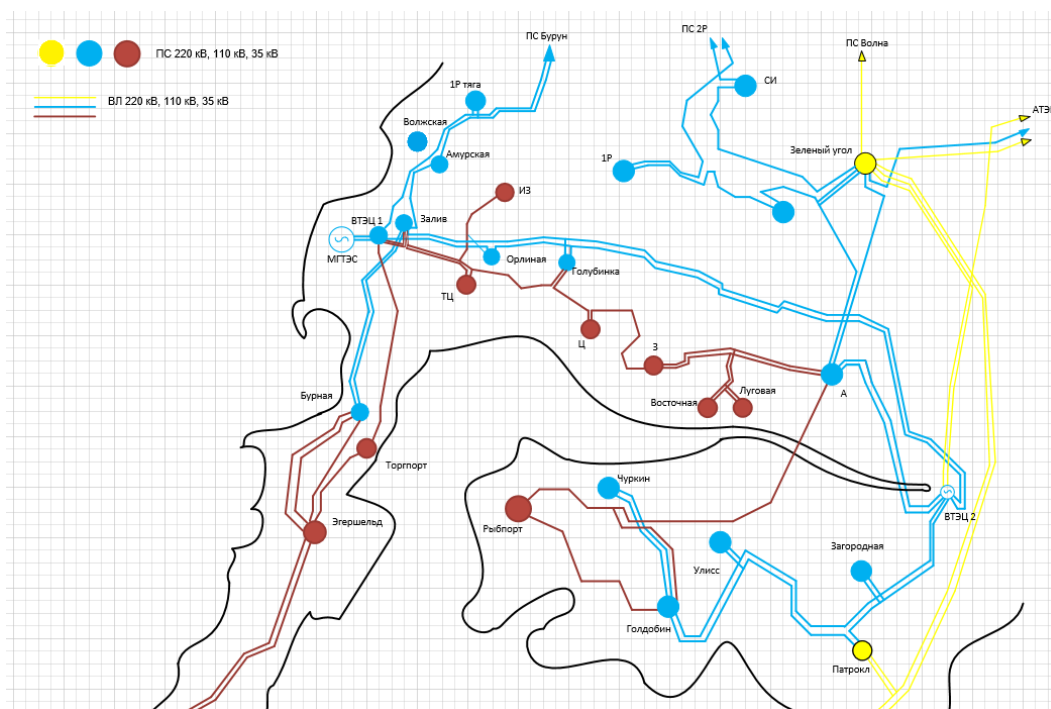 ПС Бурун
ПС 2Р
ПС Волна
ПС 220 кВ, 110 кВ, 35 кВ
СИ
1Р тяга
ВЛ 220 кВ, 110 кВ, 35 кВ
АТЭ
Волжская
Амурская
1Р
Зеленый угол
ИЗ
ВТЭЦ 1
Залив
МГТЭС
Орлиная
Голубинка
ТЦ
Ц
З
А
Бурная
Восточная
Луговая
Торгпорт
Чуркин
Эгершельд
Рыбпорт
ВТЭЦ 2
Загородная
Улисс
Голдобин
Патрокл